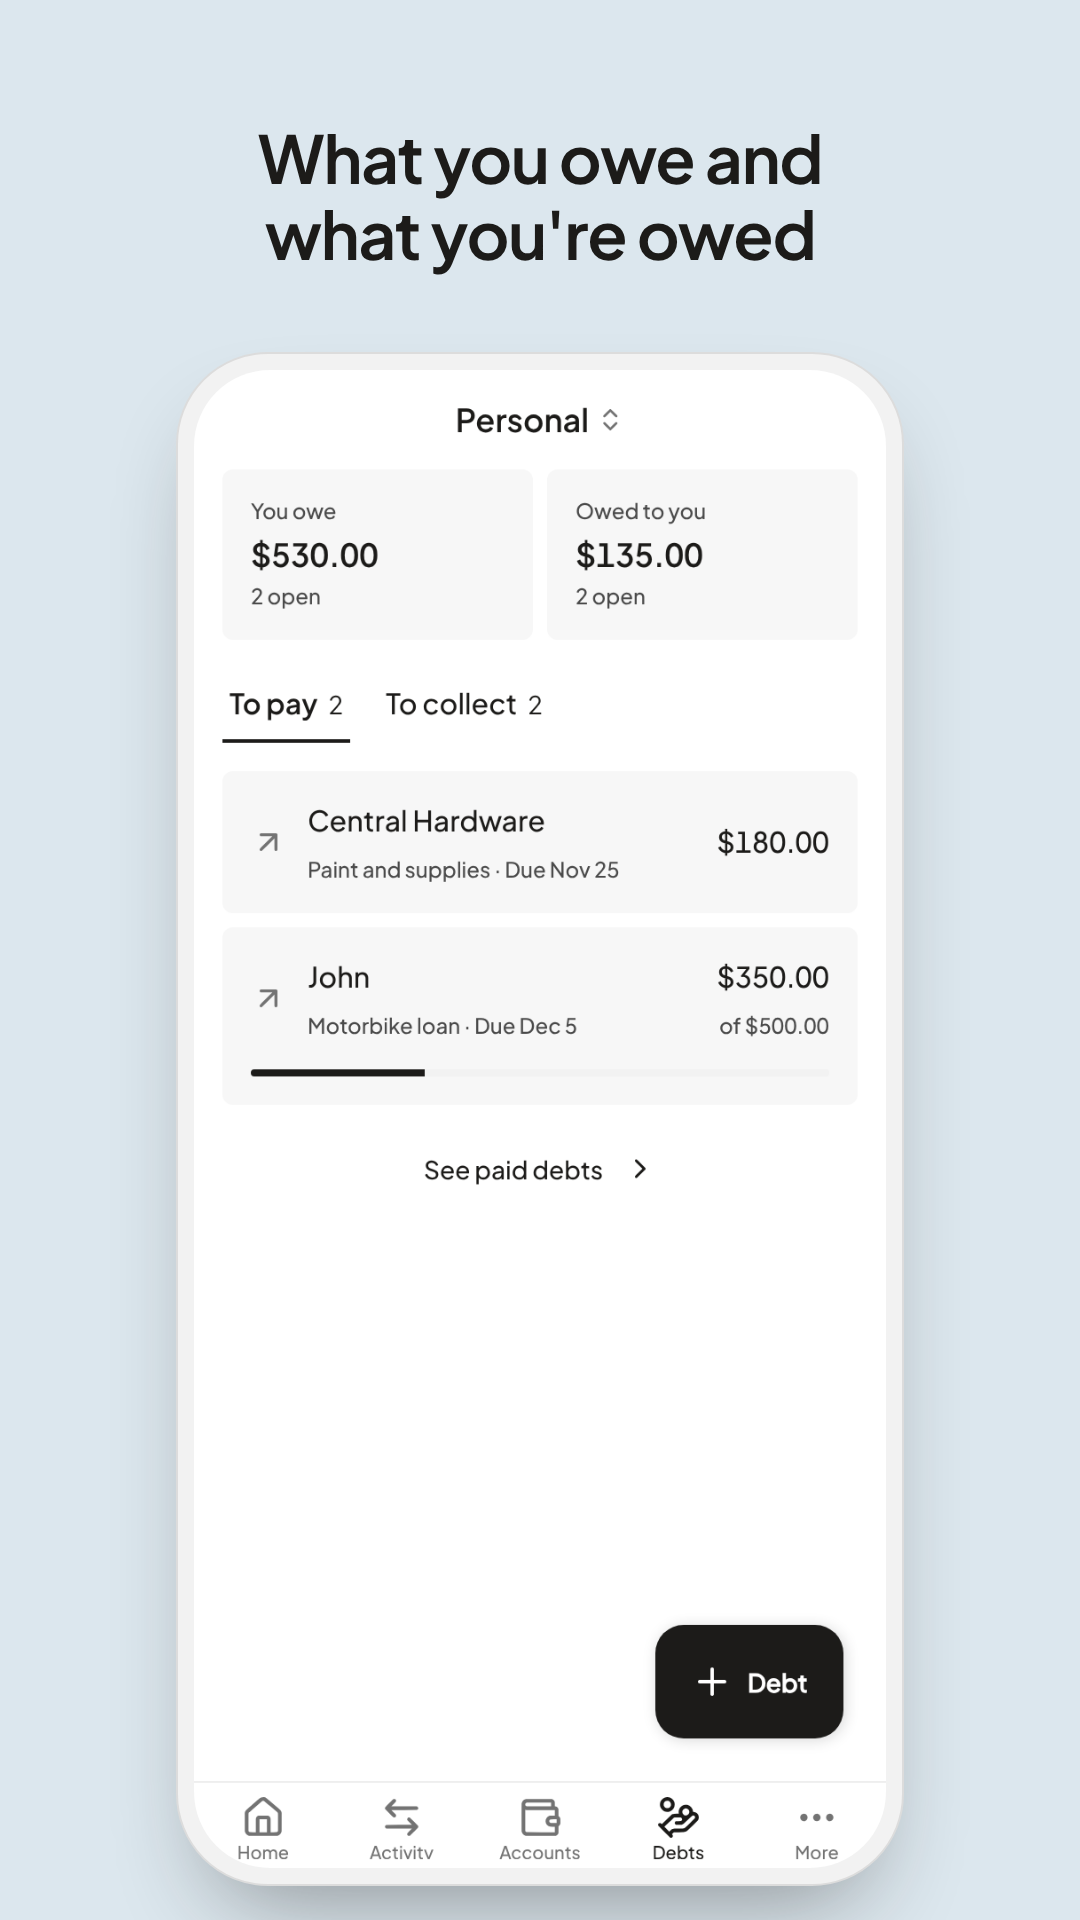 What you owe and
what you're owed
Personal
You owe
$530.00
2 open
Owed to you
$135.00
2 open
To pay 2
To collect 2
Central Hardware
Paint and supplies · Due Nov 25
$180.00
John
Motorbike loan · Due Dec 5
$350.00
of $500.00
See paid debts
Debt
Home
Activity
Accounts
Debts
More